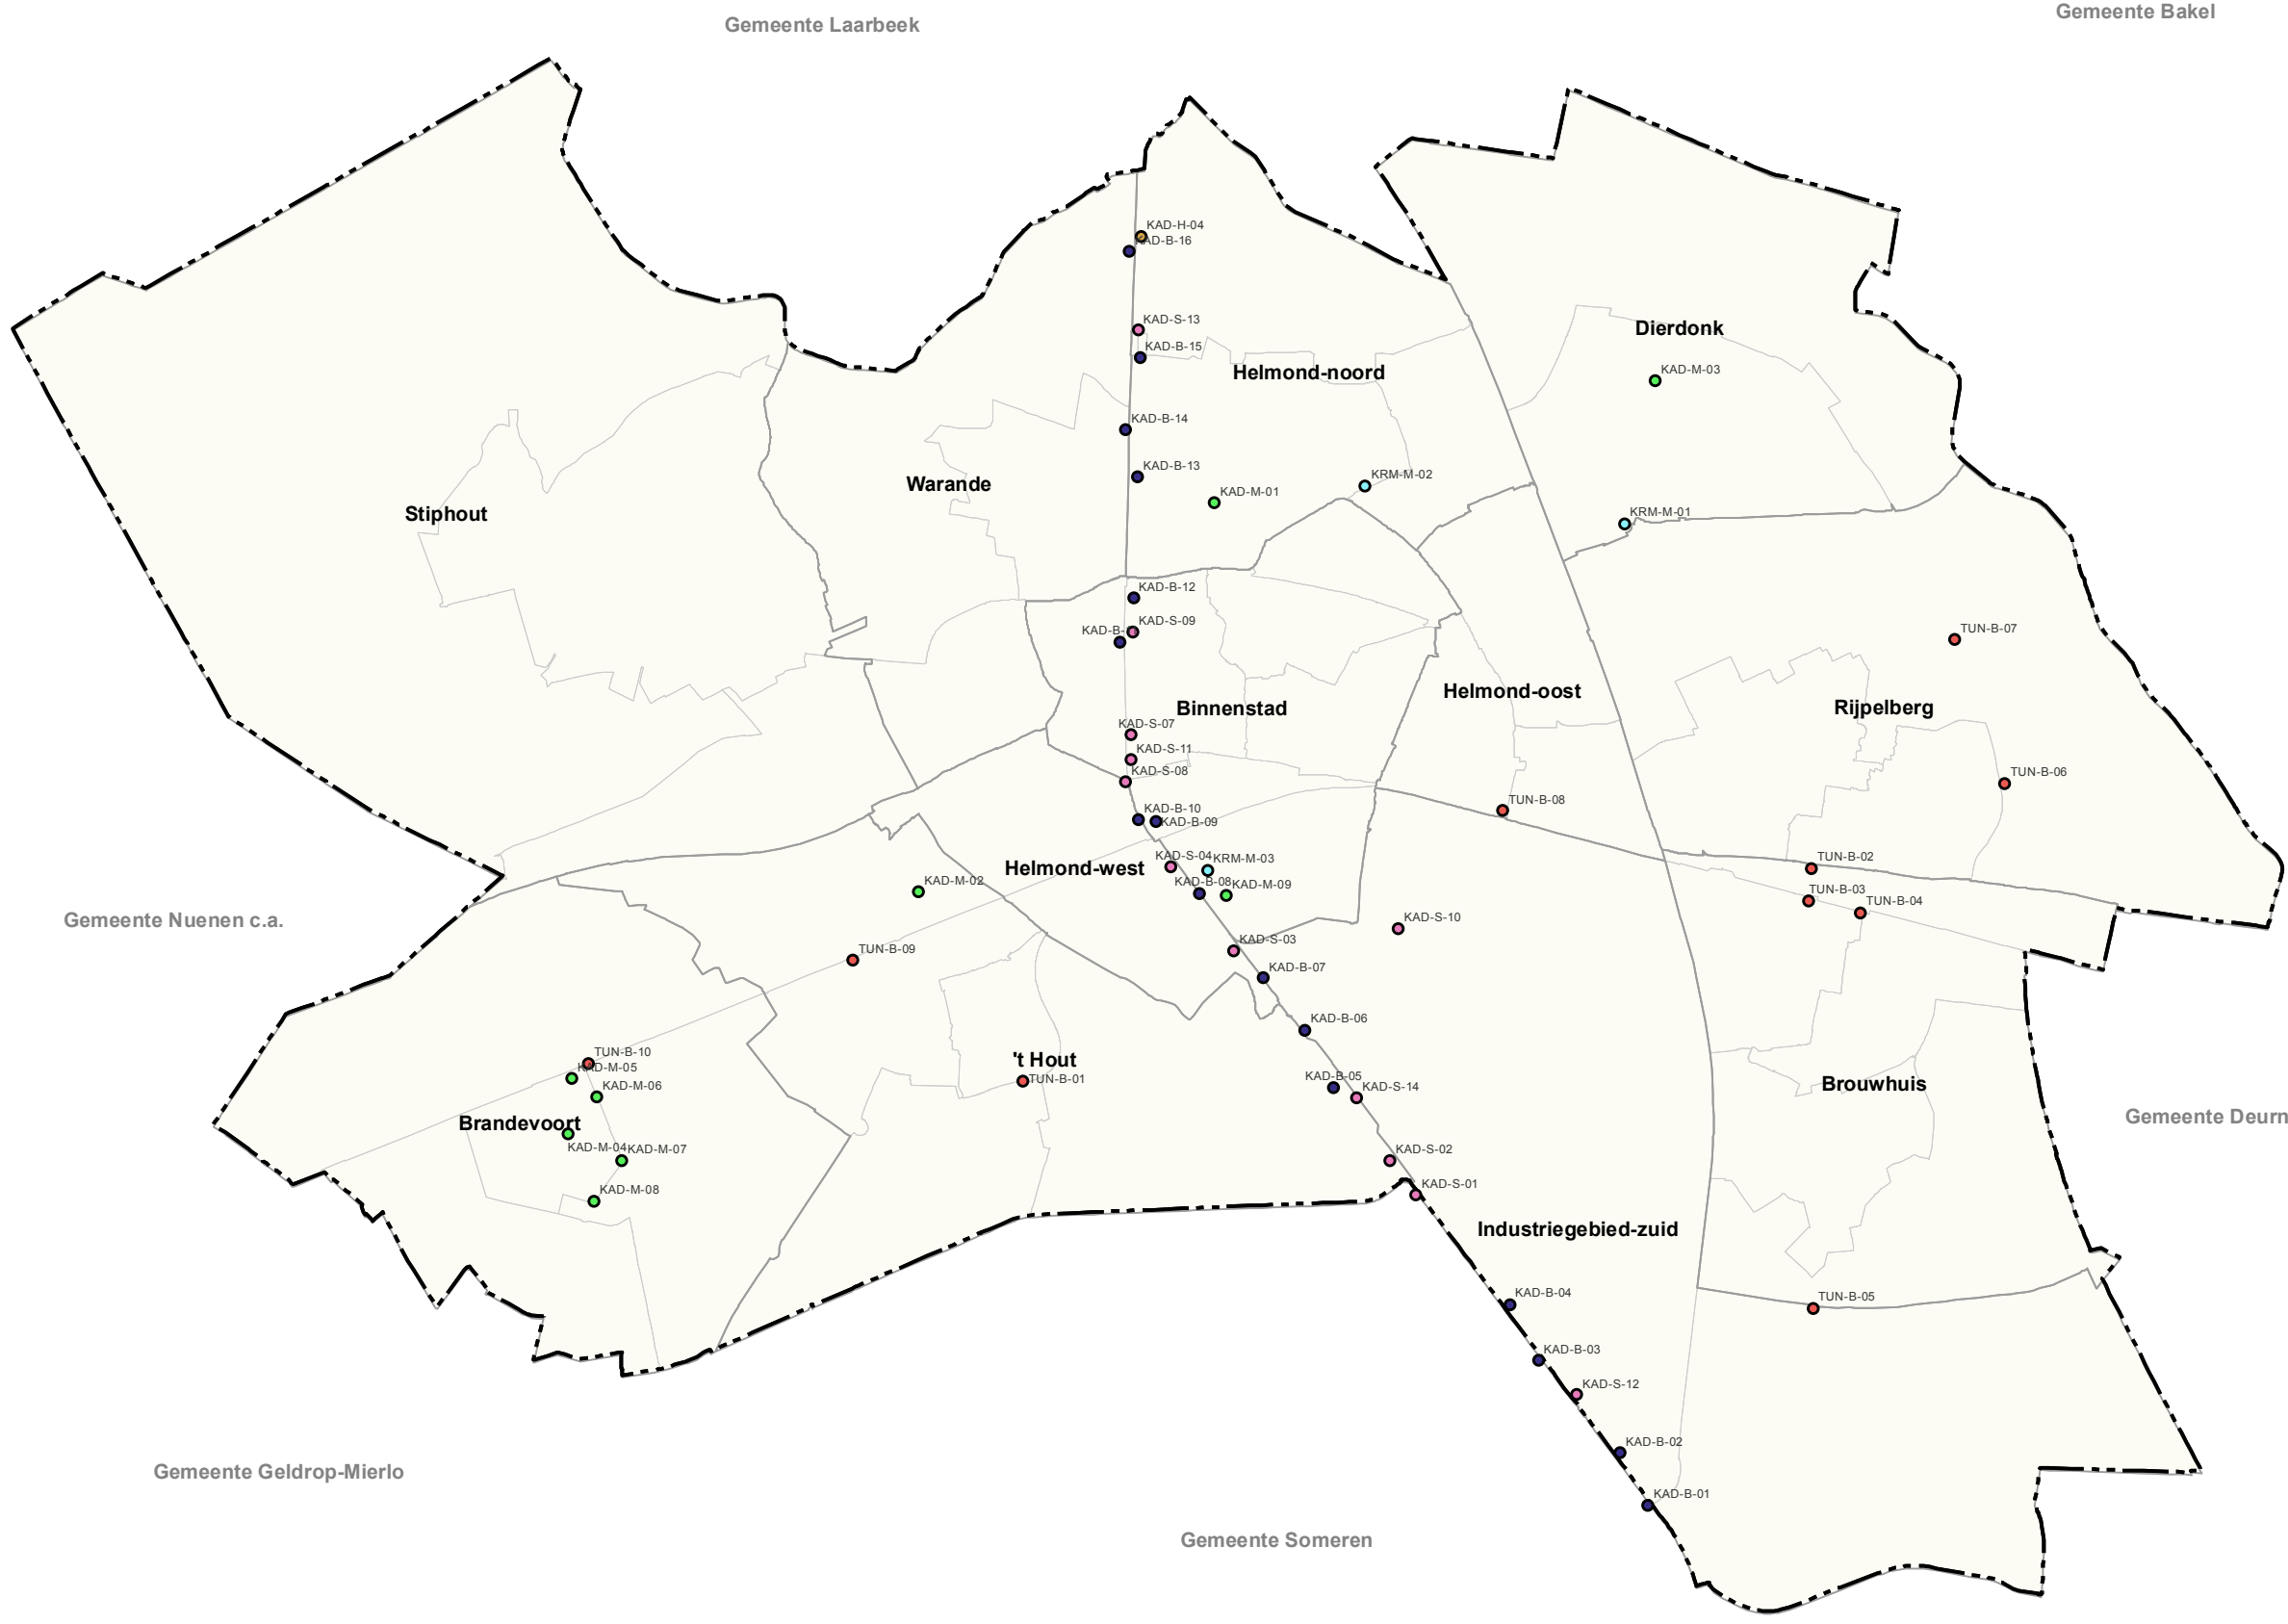 Gemeente Bakel
Gemeente Laarbeek
KAD-H-04
KAD-B-16
KAD-S-13
Dierdonk
KAD-B-15
KAD-M-03
Helmond-noord
KAD-B-14
KAD-B-13
KRM-M-02
Warande
KAD-M-01
Stiphout
KRM-M-01
KAD-B-12
KAD-S-09
KAD-B-
TUN-B-07
Helmond-oost
Binnenstad
Rijpelberg
KAD-S-07
KAD-S-11
KAD-S-08
TUN-B-06
TUN-B-08
KAD-B-10
KAD-B-09
KAD-S-04
KRM-M-03
TUN-B-02
Helmond-west
KAD-M-02
KAD-B-08
KAD-M-09
TUN-B-03
TUN-B-04
Gemeente Nuenen c.a.
KAD-S-10
KAD-S-03
TUN-B-09
KAD-B-07
KAD-B-06
TUN-B-10
't Hout
KAD-M-05
TUN-B-01
KAD-M-06
KAD-B-05
KAD-S-14
Brouwhuis
Gemeente Deurn
Brandevoort
KAD-M-04
KAD-M-07
KAD-S-02
KAD-M-08
KAD-S-01
Industriegebied-zuid
KAD-B-04
TUN-B-05
KAD-B-03
KAD-S-12
KAD-B-02
Gemeente Geldrop-Mierlo
KAD-B-01
Gemeente Someren